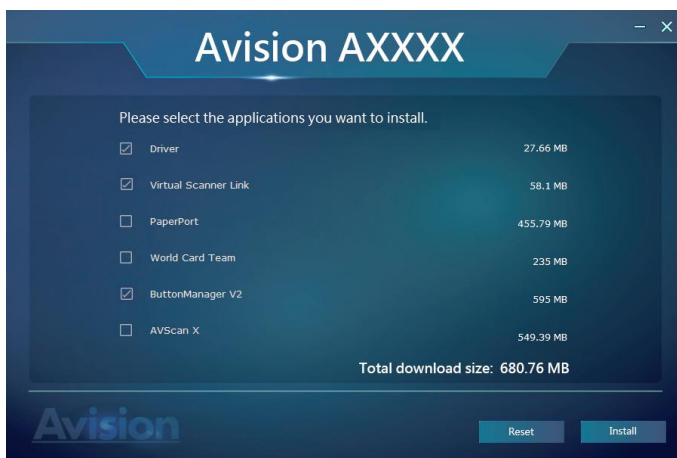 Avision AXXXX
Please select the applications you want to install.
Driver 27.66 MB
Virtual Scanner Link 58.1 MB
PaperPort 455.79 MB
World Card Team 235 MB
ButtonManager V2 595 MB
AVScan X 549.39 MB
Total download size: 680.76 MB
Avision
Reset Install